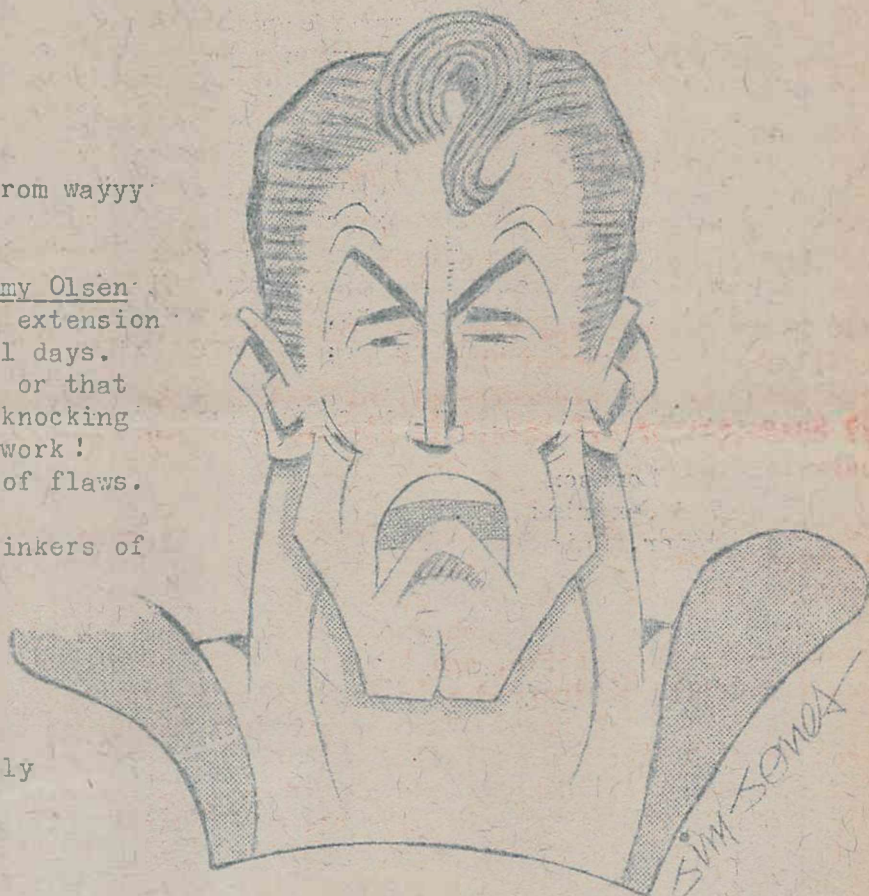 rom wayyy
my Olsen
extension
l days.
or that
knocking
work!
of flaws.
inkers of
ly